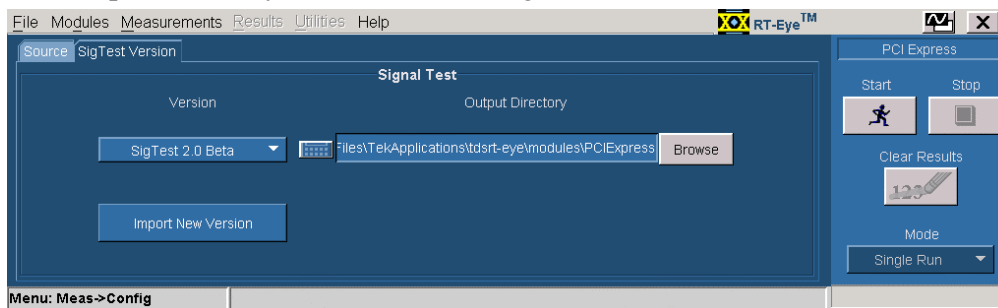 File Modules Measurements Results Utilities Help RT-Eye™
Source SigTest Version PCI Express
Signal Test
Version Output Directory
Start Stop
SigTest 2.0 Beta Files\TekApplications\tdsrt-eye\modules\PCIExpress Browse
Clear Results
123
Import New Version
Mode
Single Run
Menu: Meas->Config